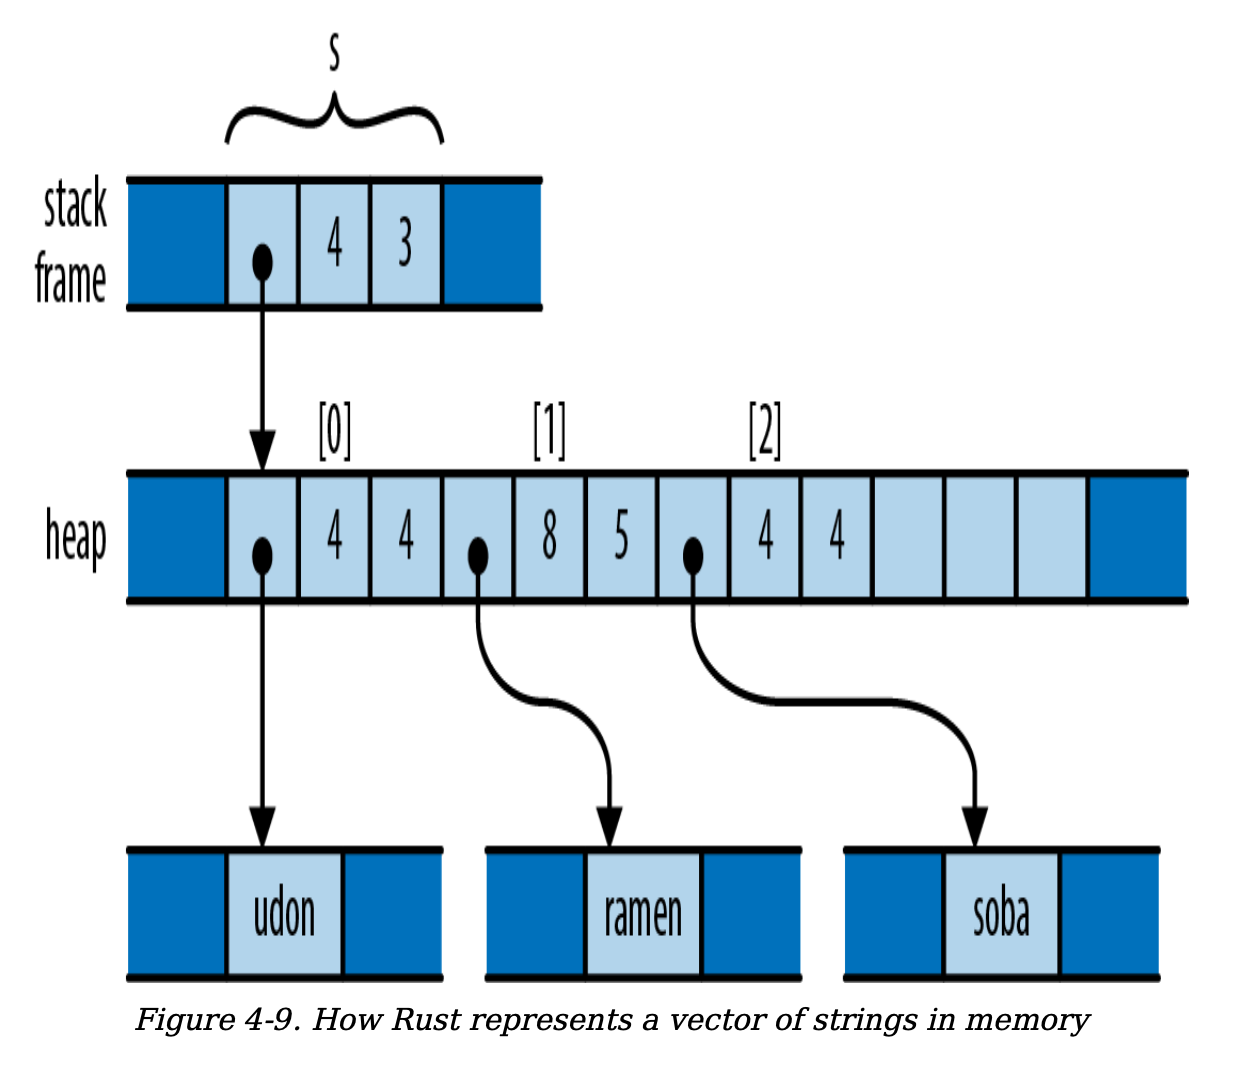 s
stack
frame
4 3
[0] [1] [2]
heap
4 4 8 5 4 4
udon ramen soba
Figure 4-9. How Rust represents a vector of strings in memory